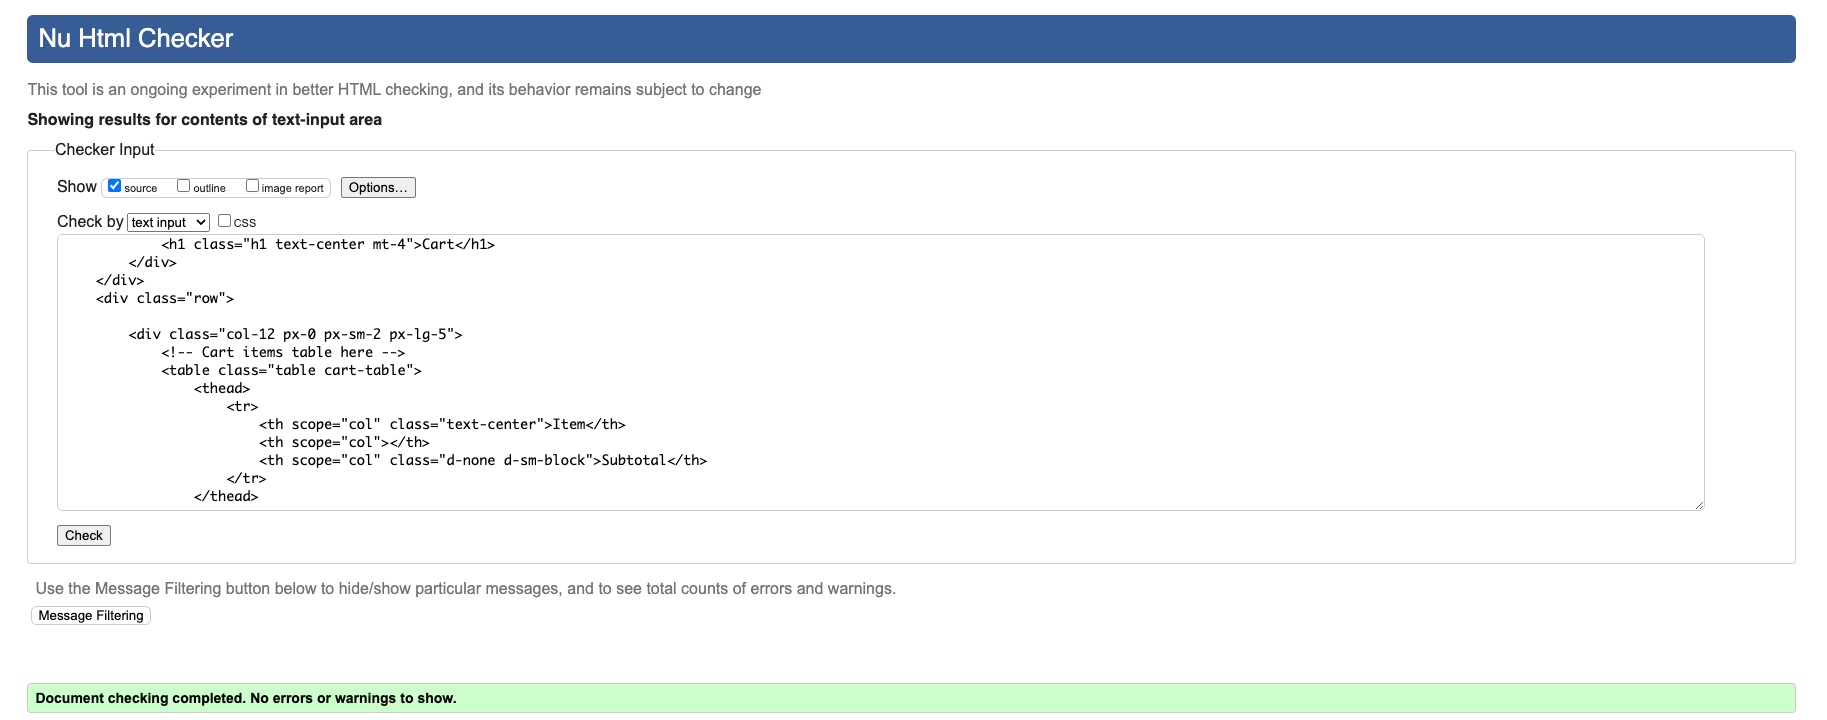 Nu Html Checker
This tool is an ongoing experiment in better HTML checking, and its behavior remains subject to change
Showing results for contents of text-input area
Checker Input
Show source outline image report Options...
Check by text input css
<h1 class="h1 text-center mt-4">Cart</h1>
</div>
</div>
<div class="row">
<div class="col-12 px-0 px-sm-2 px-lg-5">
<!-- Cart items table here -->
<table class="table cart-table">
<thead>
<tr>
<th scope="col" class="text-center">Item</th>
<th scope="col"></th>
<th scope="col" class="d-none d-sm-block">Subtotal</th>
</tr>
</thead>
Check
Use the Message Filtering button below to hide/show particular messages, and to see total counts of errors and warnings.
Message Filtering
Document checking completed. No errors or warnings to show.